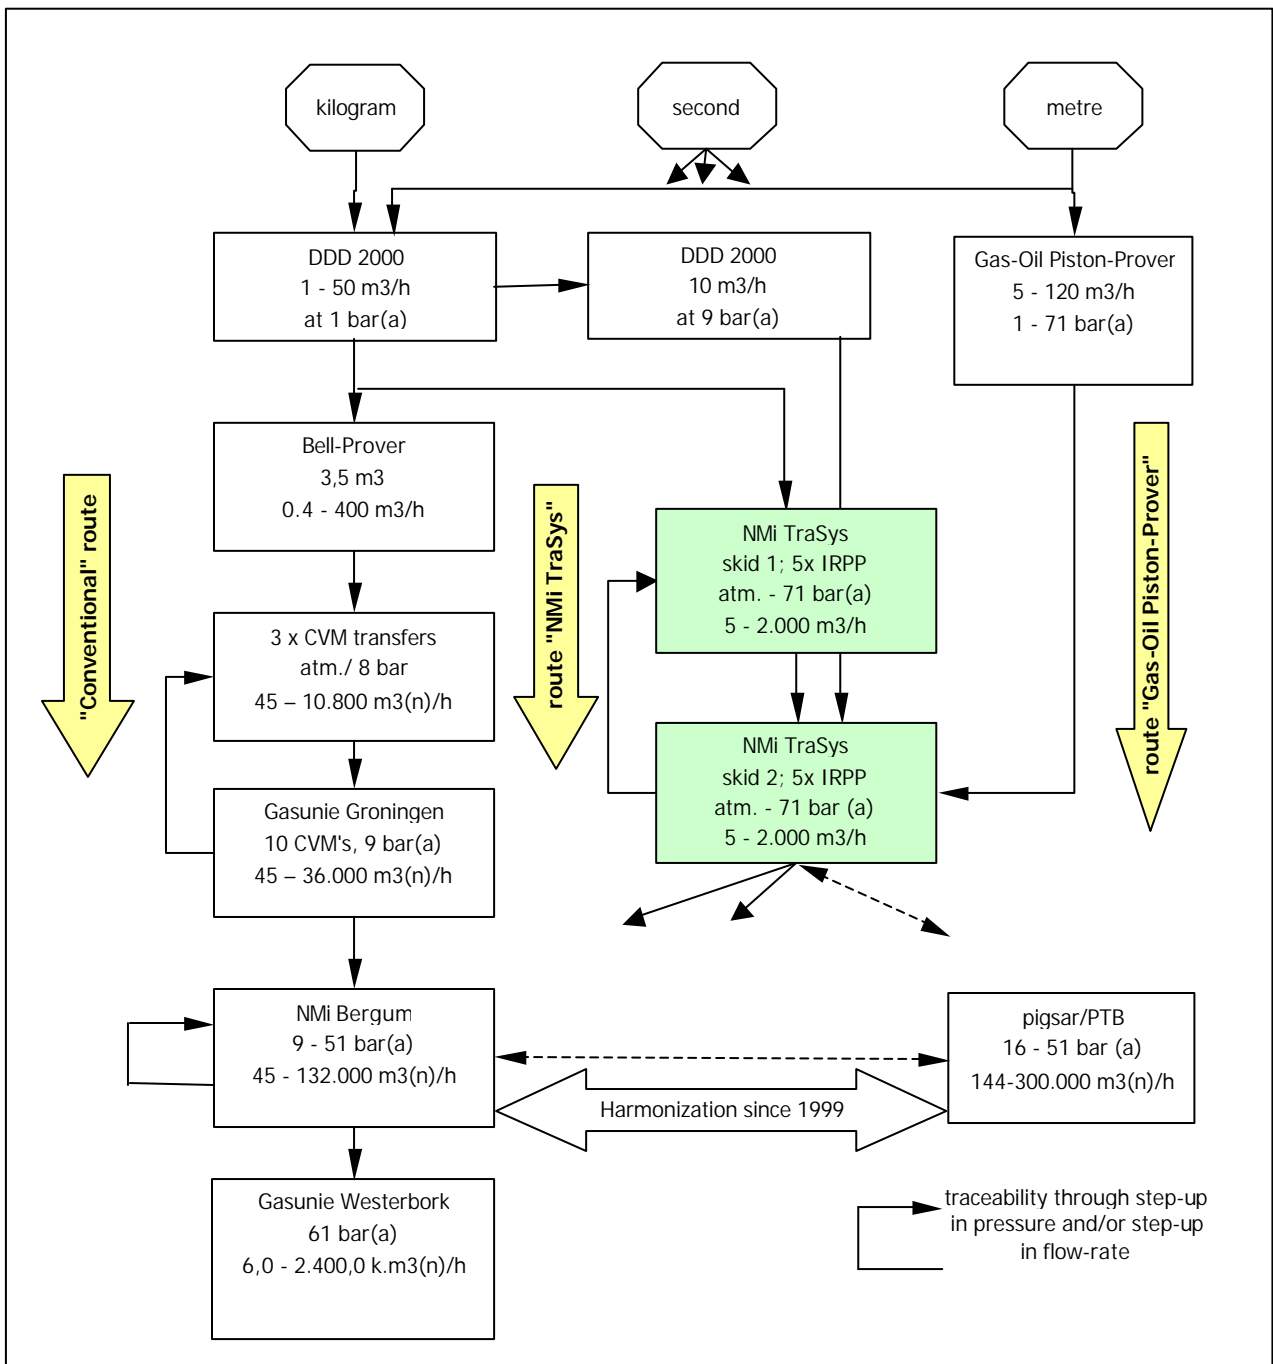 kilogram
second
metre
DDD 2000
1 - 50 m3/h
at 1 bar(a)
DDD 2000
10 m3/h
at 9 bar(a)
Gas-Oil Piston-Prover
5 - 120 m3/h
1 - 71 bar(a)
Bell-Prover
3,5 m3
0.4 - 400 m3/h
"Conventional" route
route "NMi TraSys"
route "Gas-Oil Piston-Prover"
NMi TraSys
skid 1; 5x IRPP
atm. - 71 bar(a)
5 - 2.000 m3/h
3 x CVM transfers
atm./ 8 bar
45 – 10.800 m3(n)/h
NMi TraSys
skid 2; 5x IRPP
atm. - 71 bar (a)
5 - 2.000 m3/h
Gasunie Groningen
10 CVM's, 9 bar(a)
45 – 36.000 m3(n)/h
NMi Bergum
9 - 51 bar(a)
45 - 132.000 m3(n)/h
pigsar/PTB
16 - 51 bar (a)
144-300.000 m3(n)/h
Harmonization since 1999
Gasunie Westerbork
61 bar(a)
6,0 - 2.400,0 k.m3(n)/h
traceability through step-up
in pressure and/or step-up
in flow-rate